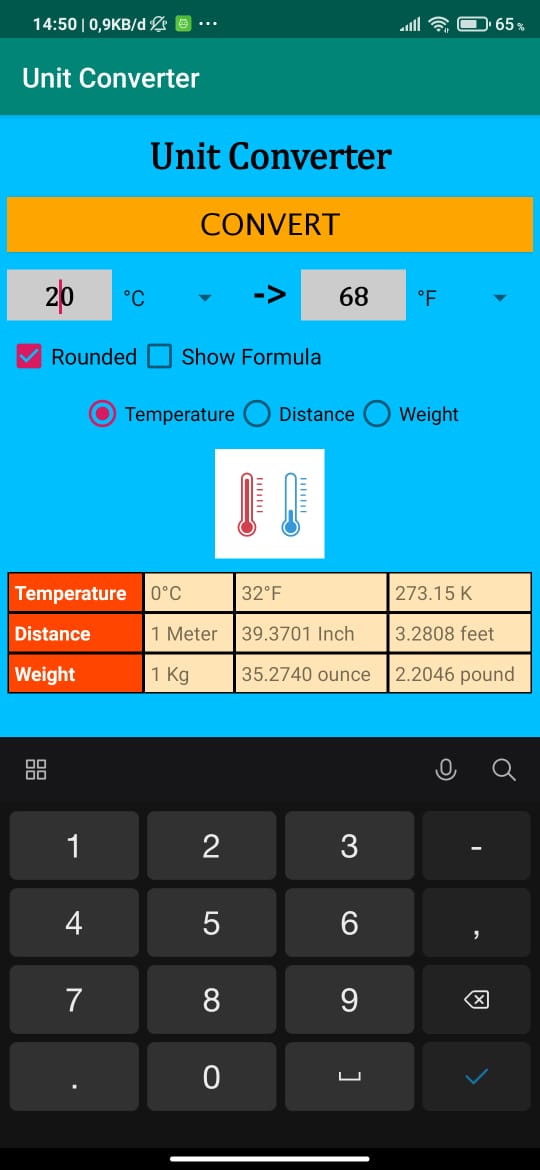 14:50 | 0,9KB/d ... 65 %
Unit Converter
Unit Converter
CONVERT
20 °C -> 68 °F
Rounded Show Formula
Temperature Distance Weight
Temperature 0°C 32°F 273.15 K
Distance 1 Meter 39.3701 Inch 3.2808 feet
Weight 1 Kg 35.2740 ounce 2.2046 pound
1 2 3 -
4 5 6 ,
7 8 9
. 0